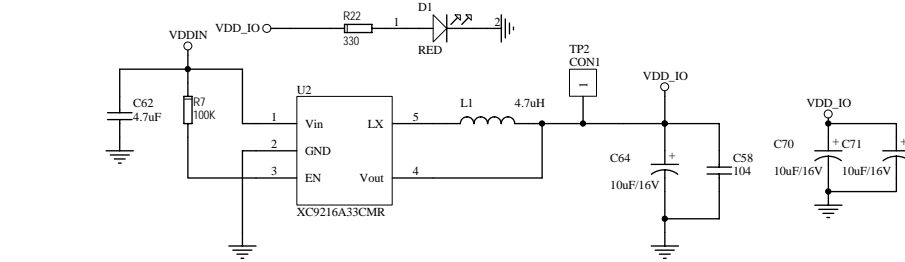 D1
VDD_IO
R22
330
1
2
RED
VDDIN
TP2
CON1
1
C62
4.7uF
R7
100K
U2
1
Vin
LX
5
L1
4.7uH
2
GND
3
EN
Vout
4
XC9216A33CMR
VDD_IO
C64
+
10uF/16V
C58
104
VDD_IO
C70
+
C71
+
10uF/16V
10uF/16V